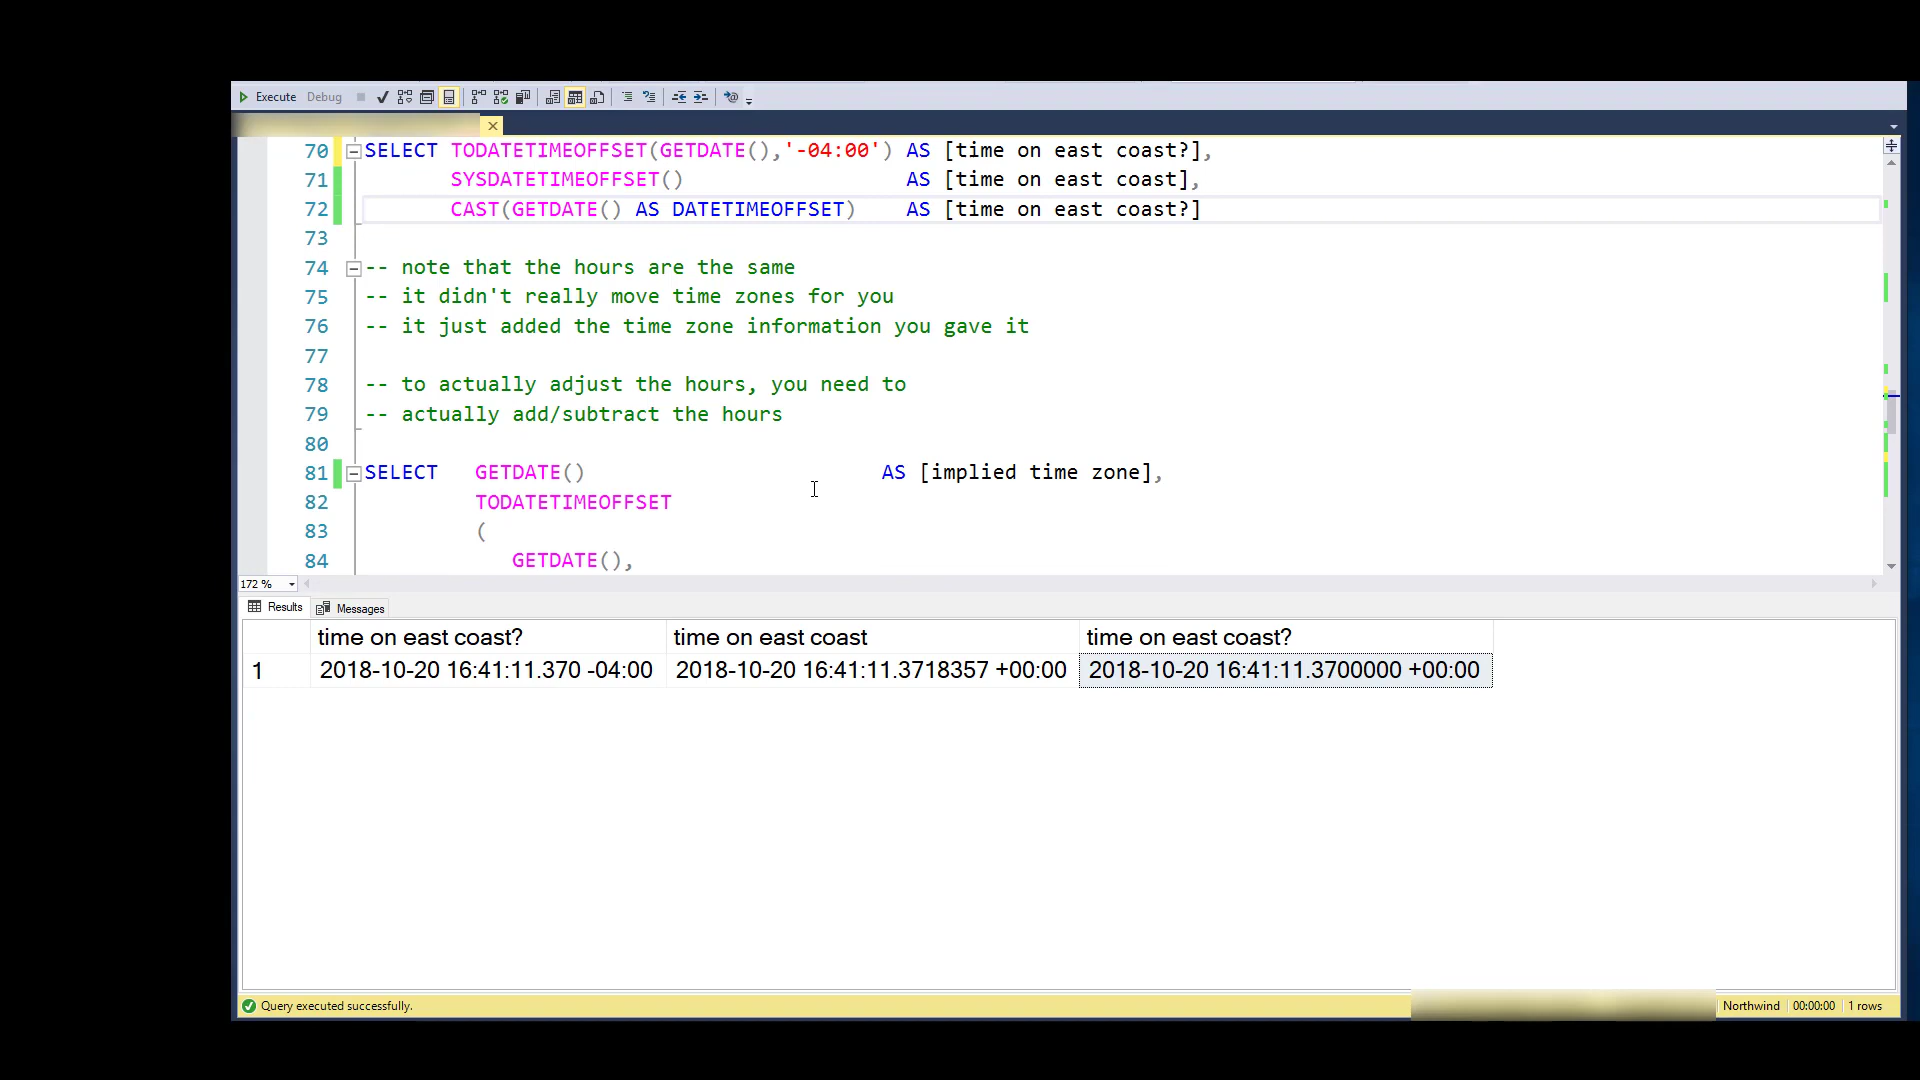 Execute Debug
70 SELECT TODATETIMEOFFSET(GETDATE(),'-04:00') AS [time on east coast?],
71 SYSDATETIMEOFFSET() AS [time on east coast],
72 CAST(GETDATE() AS DATETIMEOFFSET) AS [time on east coast?]
73
74 -- note that the hours are the same
75 -- it didn't really move time zones for you
76 -- it just added the time zone information you gave it
77
78 -- to actually adjust the hours, you need to
79 -- actually add/subtract the hours
80
81 SELECT GETDATE() AS [implied time zone],
82 TODATETIMEOFFSET
83 (
84 GETDATE(),
172 %
Results Messages
time on east coast? time on east coast time on east coast?
1 2018-10-20 16:41:11.370 -04:00 2018-10-20 16:41:11.3718357 +00:00 2018-10-20 16:41:11.3700000 +00:00
Query executed successfully. Northwind 00:00:00 1 rows